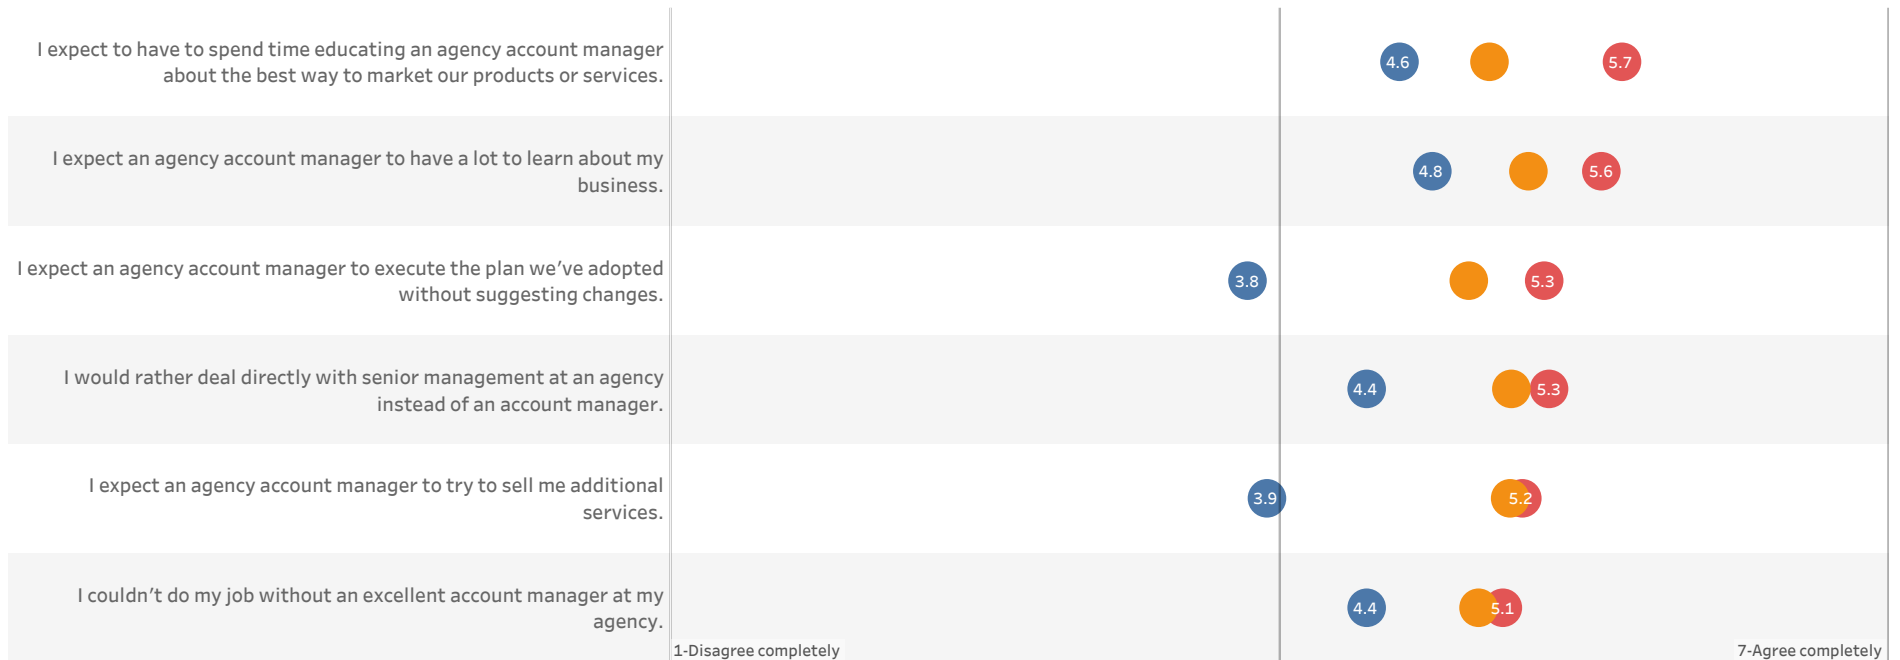 I expect to have to spend time educating an agency account manager
about the best way to market our products or services.
4.6
5.7
I expect an agency account manager to have a lot to learn about my
business.
4.8
5.6
I expect an agency account manager to execute the plan we’ve adopted
without suggesting changes.
3.8
5.3
I would rather deal directly with senior management at an agency
instead of an account manager.
4.4
5.3
I expect an agency account manager to try to sell me additional
services.
3.9
5.2
I couldn’t do my job without an excellent account manager at my
agency.
4.4
5.1
1-Disagree completely
7-Agree completely